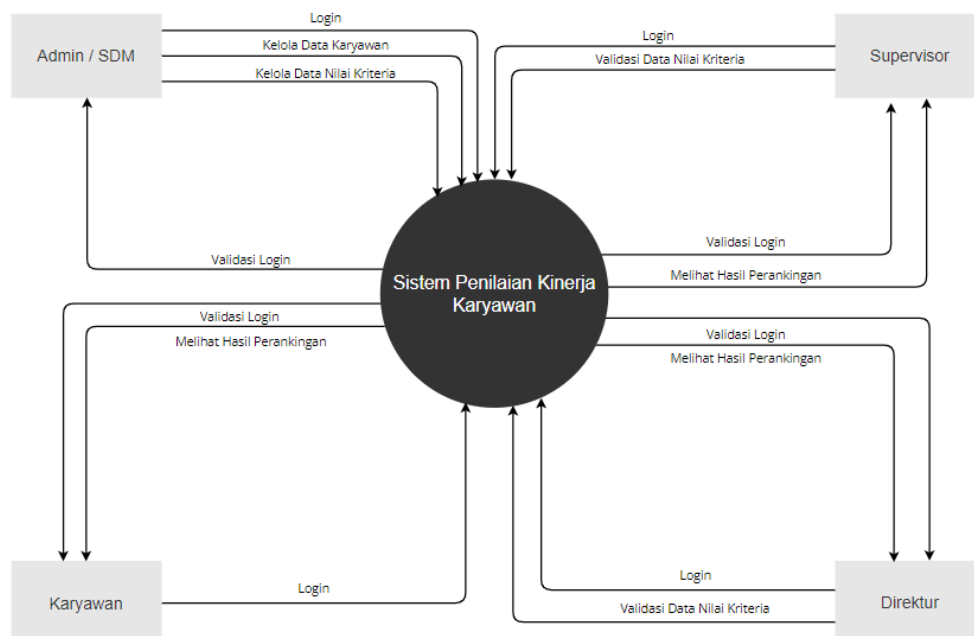 Login
Admin / SDM
Kelola Data Karyawan
Kelola Data Nilai Kriteria
Login
Supervisor
Validasi Data Nilai Kriteria
Validasi Login
Validasi Login
Melihat Hasil Perankingan
Sistem Penilaian Kinerja
Karyawan
Validasi Login
Melihat Hasil Perankingan
Validasi Login
Melihat Hasil Perankingan
Karyawan
Login
Login
Validasi Data Nilai Kriteria
Direktur